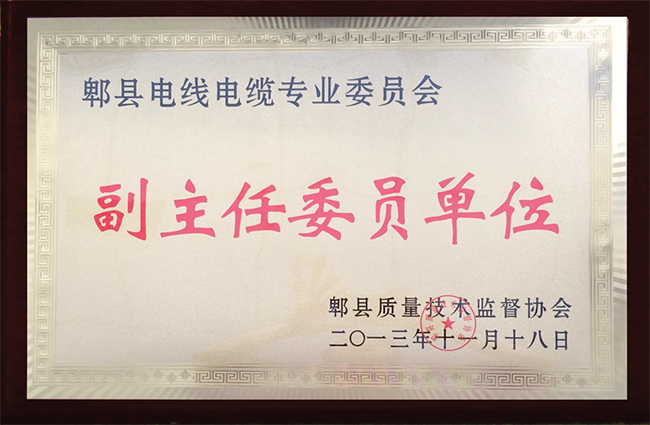 郫县电线电缆专业委员会
副主任委员单位
郫县质量技术监督协会
二〇一三年十一月十八日